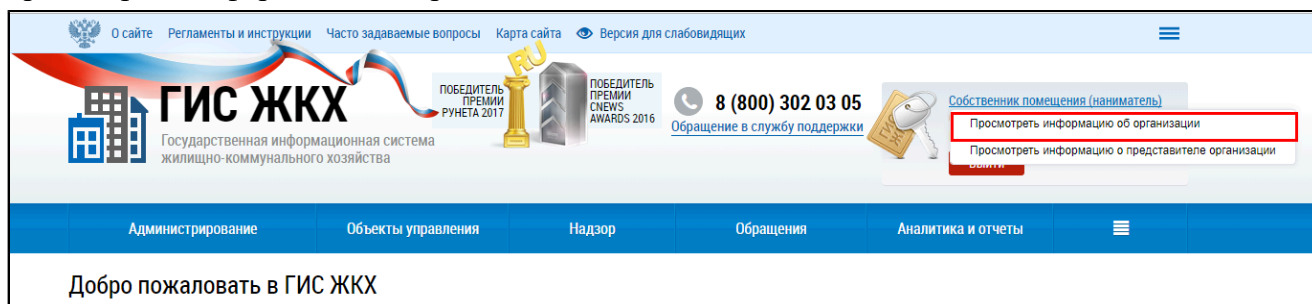 О сайте Регламенты и инструкции Часто задаваемые вопросы Карта сайта Версия для слабовидящих
ГИС ЖКХ
Государственная информационная система
жилищно-коммунального хозяйства
ПОБЕДИТЕЛЬ
ПРЕМИИ
РУНЕТА 2017
RU
ПОБЕДИТЕЛЬ
ПРЕМИИ
CNEWS
AWARDS 2016
8 (800) 302 03 05
Обращение в службу поддержки
Собственник помещения (наниматель)
Просмотреть информацию об организации
Просмотреть информацию о представителе организации
Администрирование Объекты управления Надзор Обращения Аналитика и отчеты
Добро пожаловать в ГИС ЖКХ